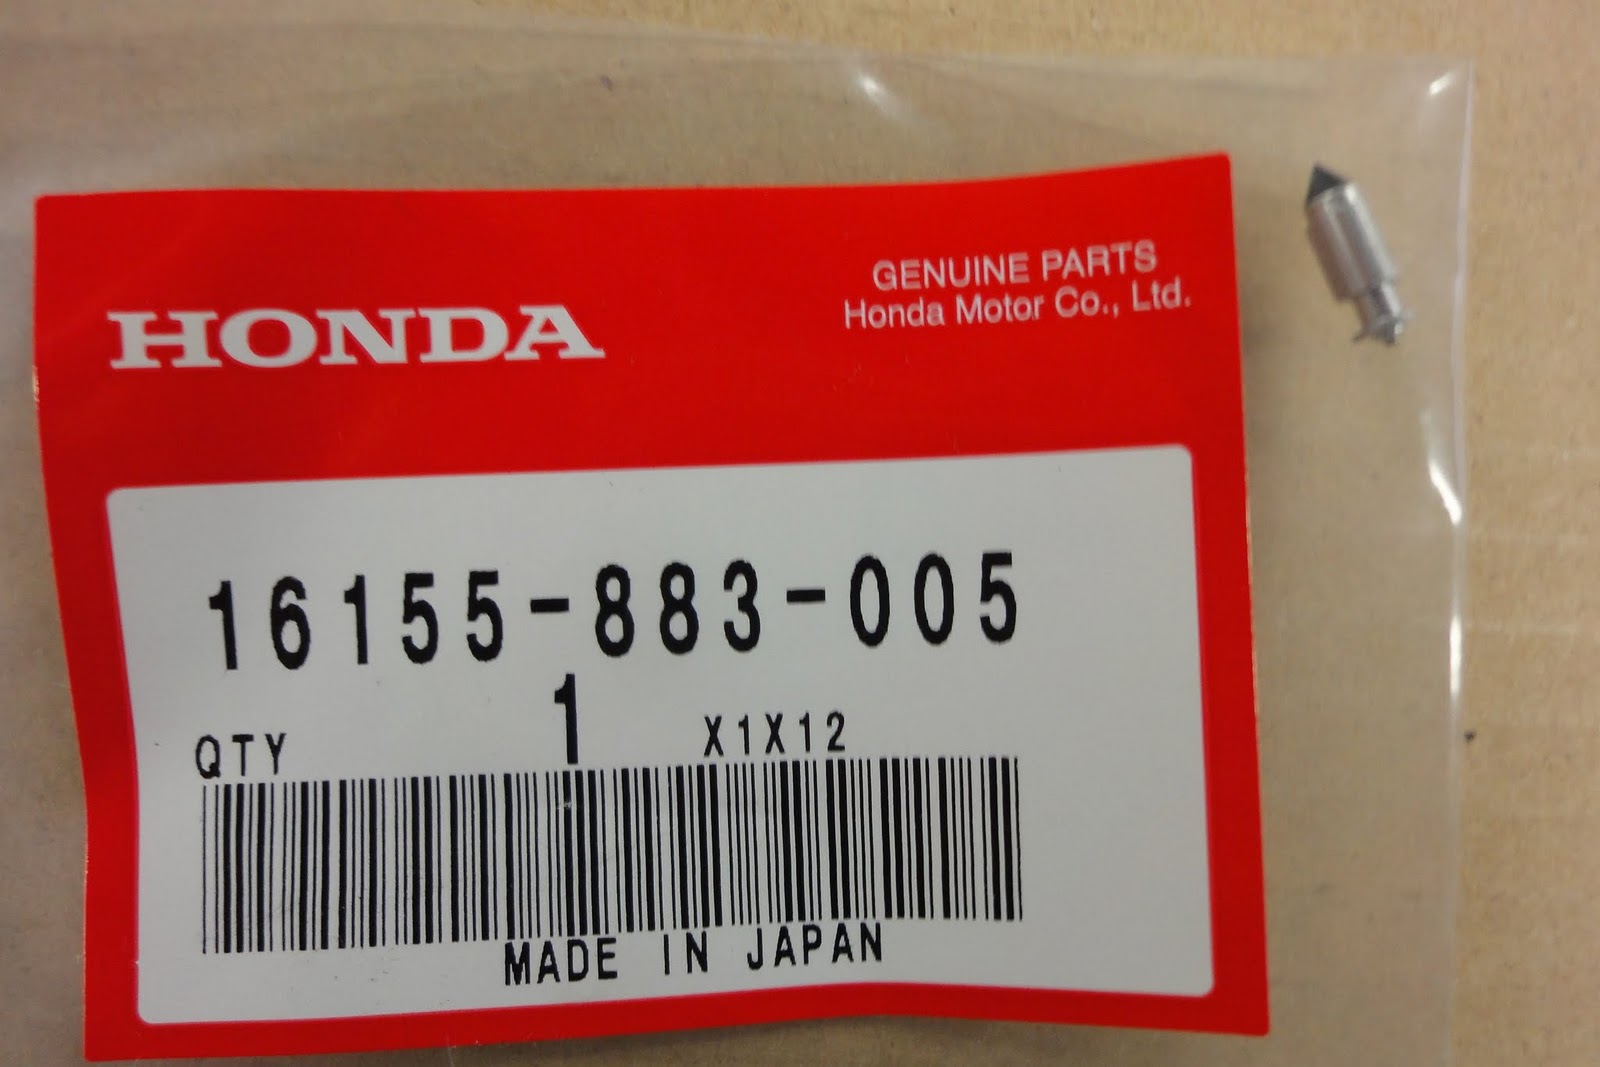 HONDA
GENUINE PARTS
Honda Motor Co., Ltd.
16155-883-005
QTY 1 X1X12
MADE IN JAPAN